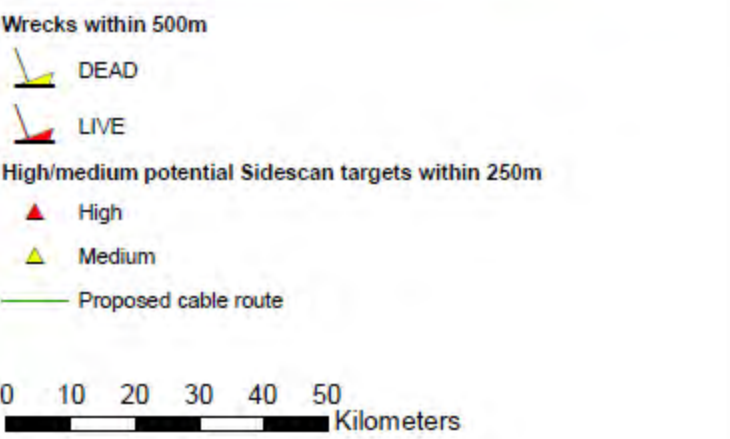 Wrecks within 500m
DEAD
LIVE
High/medium potential Sidescan targets within 250m
High
Medium
Proposed cable route
0 10 20 30 40 50
Kilometers